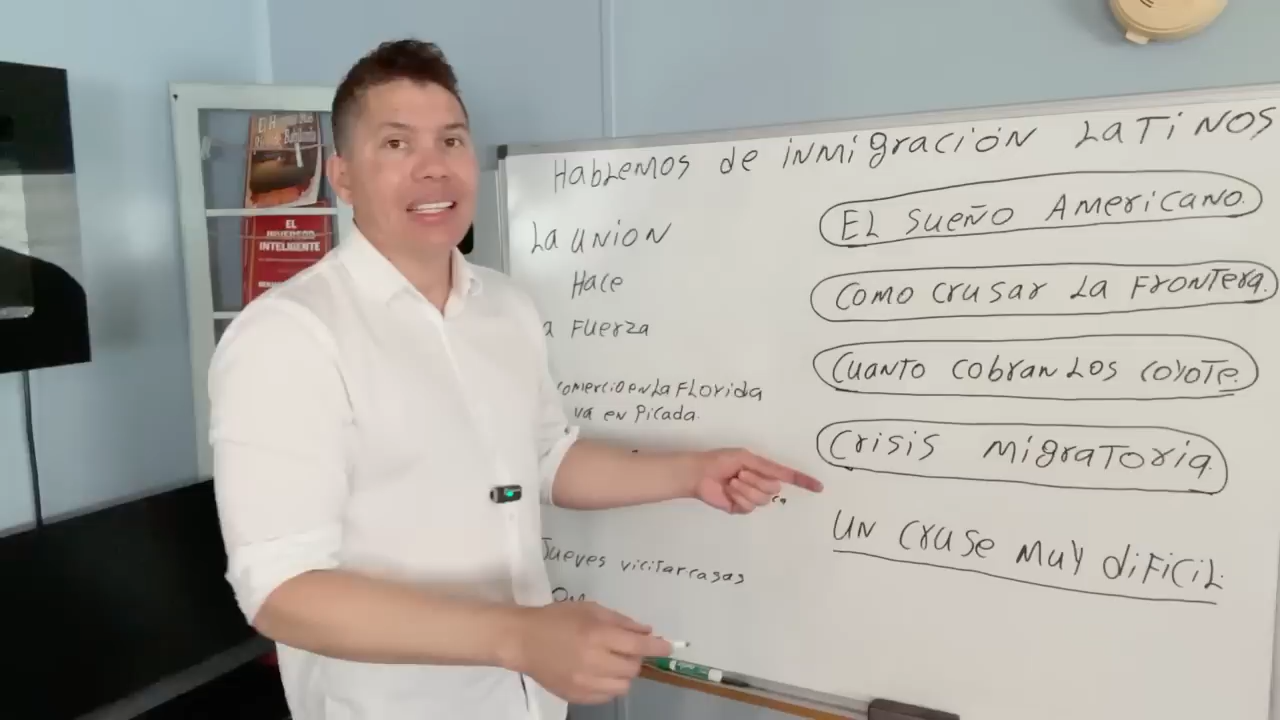 HabLEMOS de iNMigración LaTiNOS
EL Sueño Americano.
Como crusar La FronTera.
Cuanto cobran Los coyoTe.
Crisis MigraToria.
UN cruse Muy diFiciL.
La UNION
Hace
a Fuerza
comercio en La FLorida
va en Picada.
Jueves viciTar casas
EL
INVERSOR
INTELIGENTE